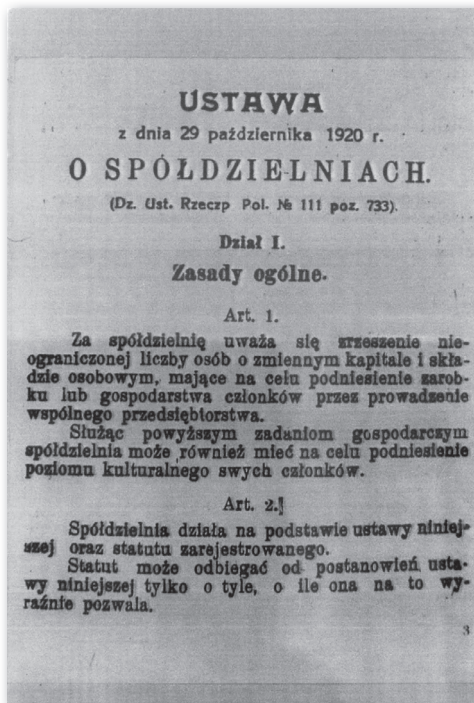 USTAWA
z dnia 29 października 1920 r.
O SPÓŁDZIELNIACH.
(Dz. Ust. Rzeczp Pol. № 111 poz. 733).
Dział I.
Zasady ogólne.
Art. 1.
Za spółdzielnię uważa się zrzeszenie nie-
ograniczonej liczby osób o zmiennym kapitale i skła-
dzie osobowym, mające na celu podniesienie zarob-
ku lub gospodarstwa członków przez prowadzenie
wspólnego przedsiębiorstwa.
Służąc powyższym zadaniom gospodarczym
spółdzielnia może również mieć na celu podniesienie
poziomu kulturalnego swych członków.
Art. 2.
Spółdzielnia działa na podstawie ustawy niniej-
szej oraz statutu zarejestrowanego.
Statut może odbiegać od postanowień usta-
wy niniejszej tylko o tyle, o ile ona na to wy-
raźnie pozwala.
3